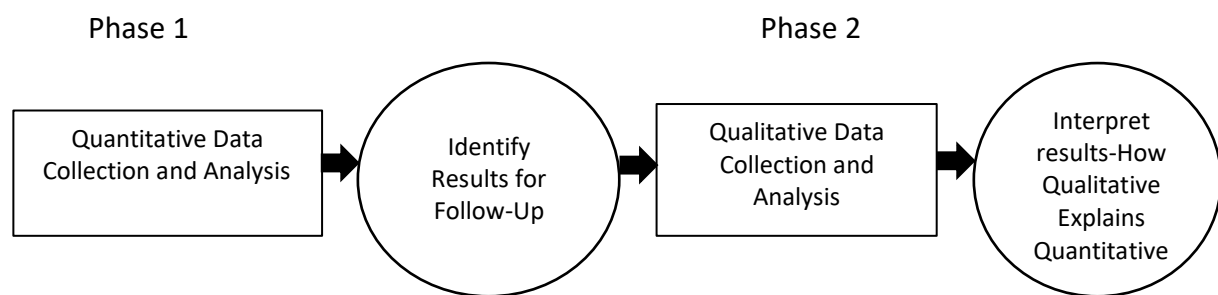 Phase 1
Phase 2
Quantitative Data
Collection and Analysis
Identify
Results for
Follow-Up
Qualitative Data
Collection and
Analysis
Interpret
results-How
Qualitative
Explains
Quantitative